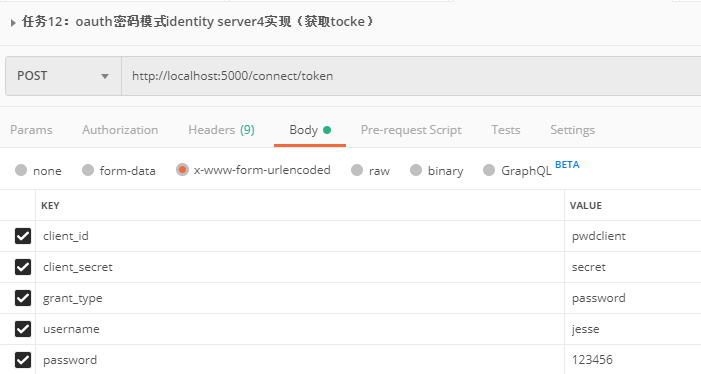 任务12：oauth密码模式identity server4实现（获取tocke）
POST http://localhost:5000/connect/token
Params Authorization Headers (9) Body Pre-request Script Tests Settings
none form-data x-www-form-urlencoded raw binary GraphQL BETA
KEY VALUE
client_id pwdclient
client_secret secret
grant_type password
username jesse
password 123456